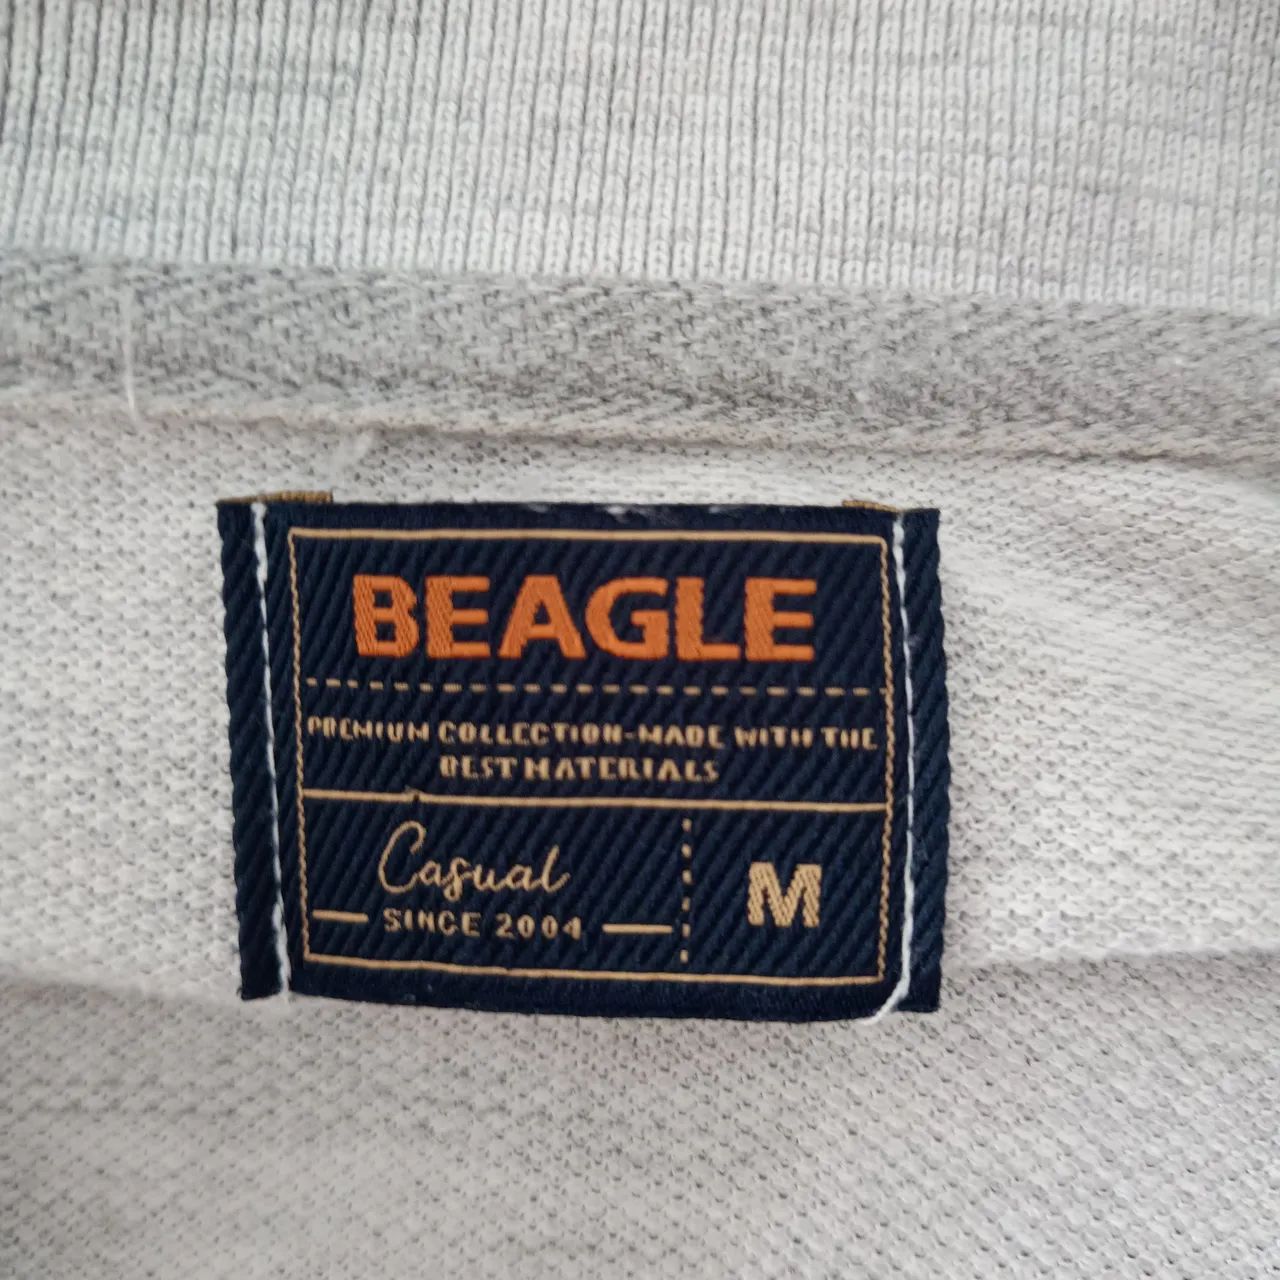 BEAGLE
PREMIUM COLLECTION-MADE WITH THE
BEST MATERIALS
Casual
SINCE 2004
M